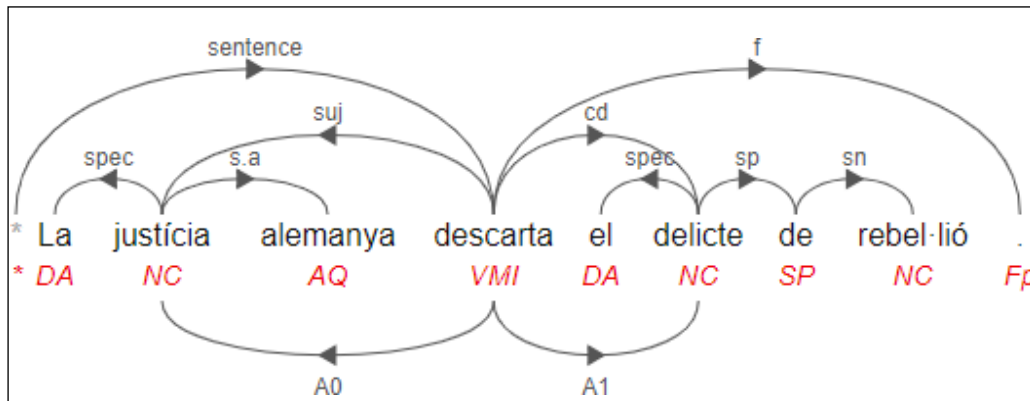 sentence f
suj cd
spec s.a spec sp sn
* La justícia alemanya descarta el delicte de rebel·lió .
* DA NC AQ VMI DA NC SP NC Fp
A0 A1